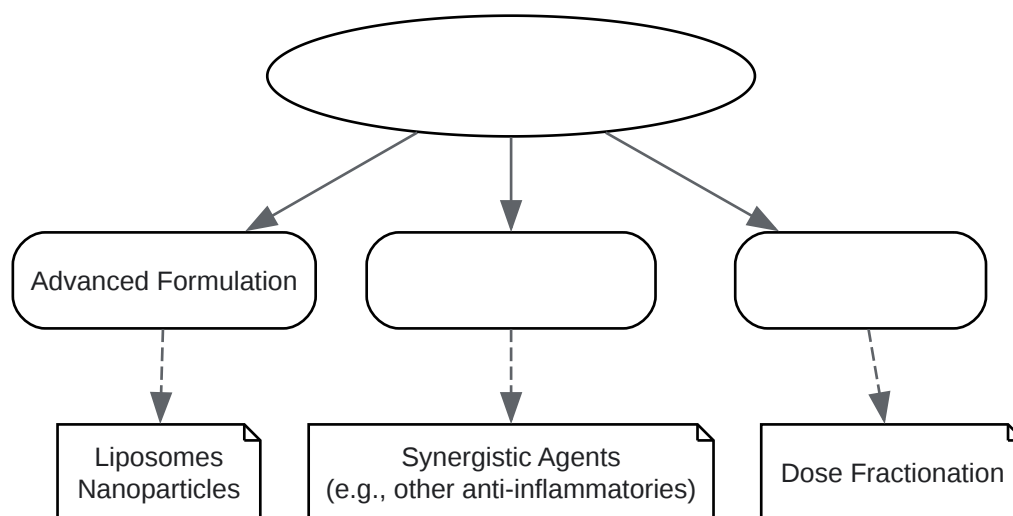 Advanced Formulation
Liposomes
Nanoparticles
Synergistic Agents
(e.g., other anti-inflammatories)
Dose Fractionation